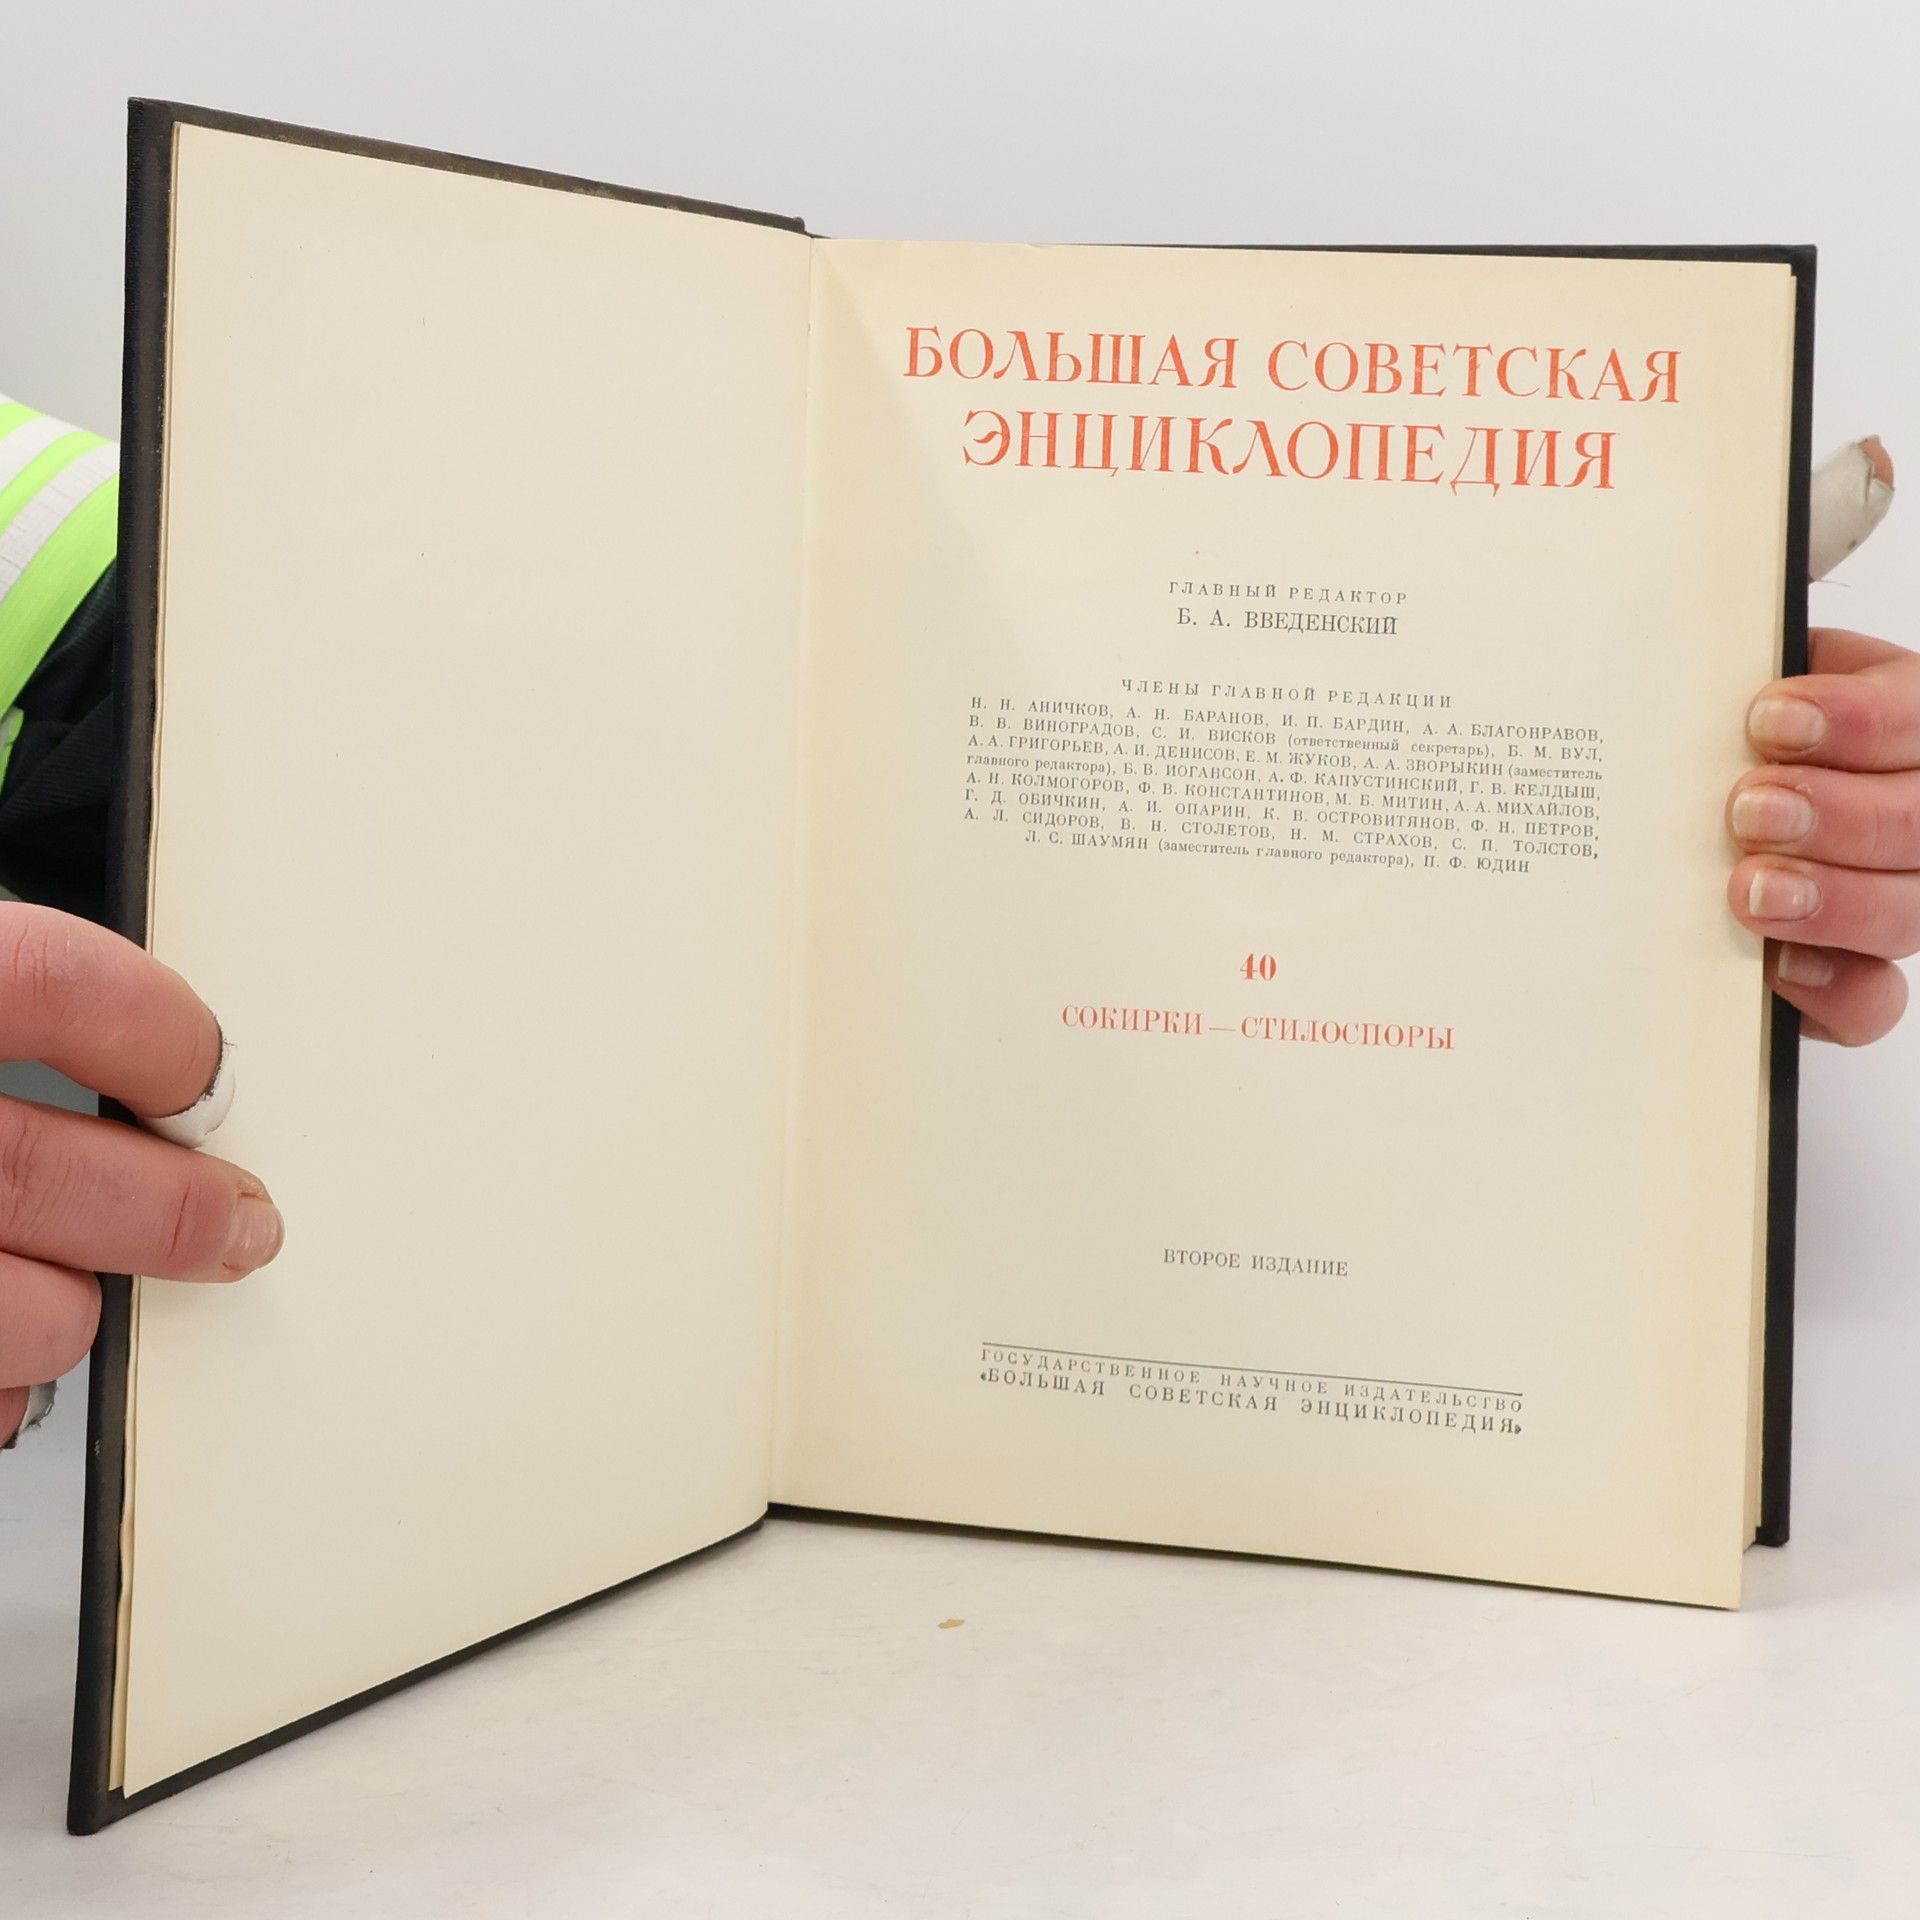 БОЛЬШАЯ СОВЕТСКАЯ
ЭНЦИКЛОПЕДИЯ
ГЛАВНЫЙ РЕДАКТОР
Б. А. ВВЕДЕНСКИЙ
ЧЛЕНЫ ГЛАВНОЙ РЕДАКЦИИ
Н. Н. АНИЧКОВ, А. Н. БАРАНОВ, И. П. БАРДИН, А. А. БЛАГОНРАВОВ,
В. В. ВИНОГРАДОВ, С. И. ВИСКОВ (ответственный секретарь), Б. М. ВУЛ,
А. А. ГРИГОРЬЕВ, А. И. ДЕНИСОВ, Е. М. ЖУКОВ, А. А. ЗВОРЫКИН (заместитель
главного редактора), Б. В. ИОГАНСОН, А. Ф. КАПУСТИНСКИЙ, Г. В. КЕЛДЫШ,
А. Н. КОЛМОГОРОВ, Ф. В. КОНСТАНТИНОВ, М. Б. МИТИН, А. А. МИХАЙЛОВ,
Г. Д. ОБИЧКИН, А. И. ОПАРИН, К. В. ОСТРОВИТЯНОВ, Ф. Н. ПЕТРОВ,
А. Л. СИДОРОВ, В. Н. СТОЛЕТОВ, Н. М. СТРАХОВ, С. П. ТОЛСТОВ,
Л. С. ШАУМЯН (заместитель главного редактора), П. Ф. ЮДИН
40
СОКИРКИ — СТИЛОСПОРЫ
ВТОРОЕ ИЗДАНИЕ
ГОСУДАРСТВЕННОЕ НАУЧНОЕ ИЗДАТЕЛЬСТВО
«БОЛЬШАЯ СОВЕТСКАЯ ЭНЦИКЛОПЕДИЯ»